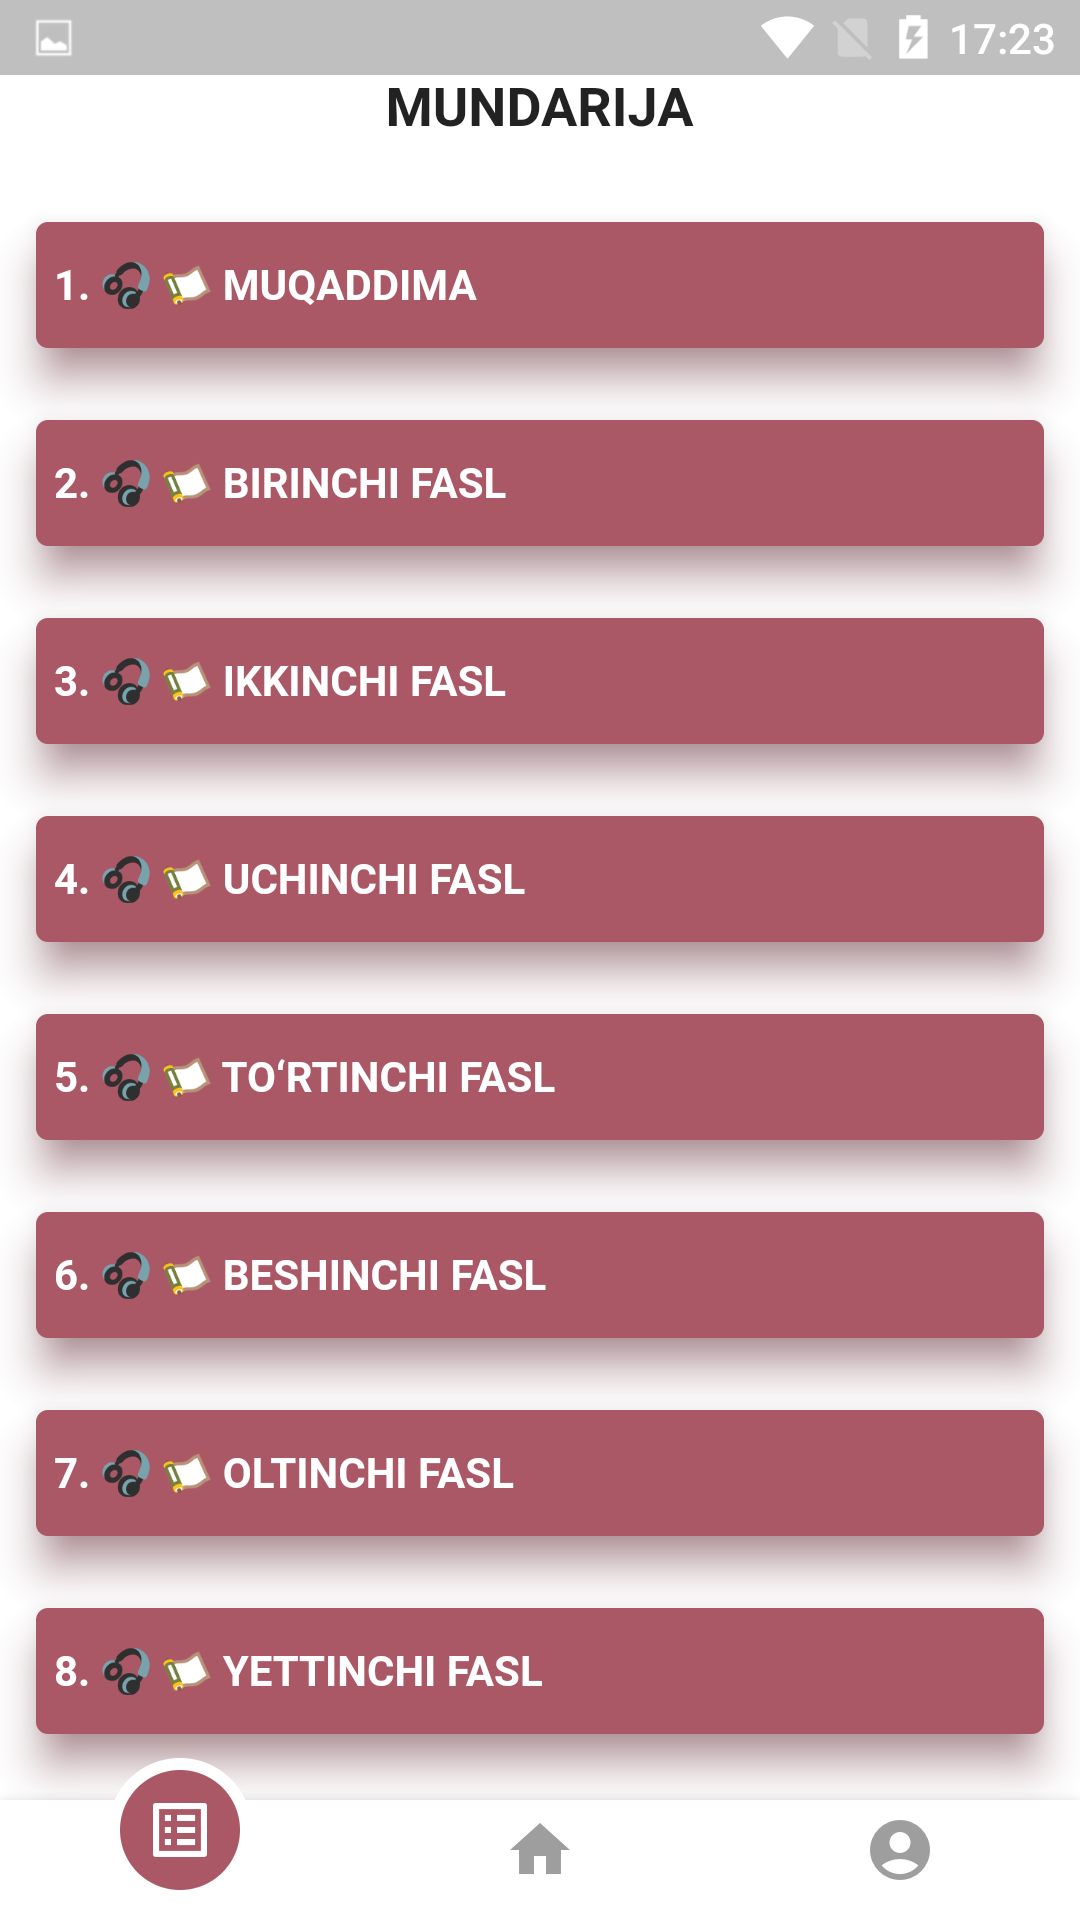 17:23
MUNDARIJA
1. 🎧 📜 MUQADDIMA
2. 🎧 📜 BIRINCHI FASL
3. 🎧 📜 IKKINCHI FASL
4. 🎧 📜 UCHINCHI FASL
5. 🎧 📜 TO‘RTINCHI FASL
6. 🎧 📜 BESHINCHI FASL
7. 🎧 📜 OLTINCHI FASL
8. 🎧 📜 YETTINCHI FASL